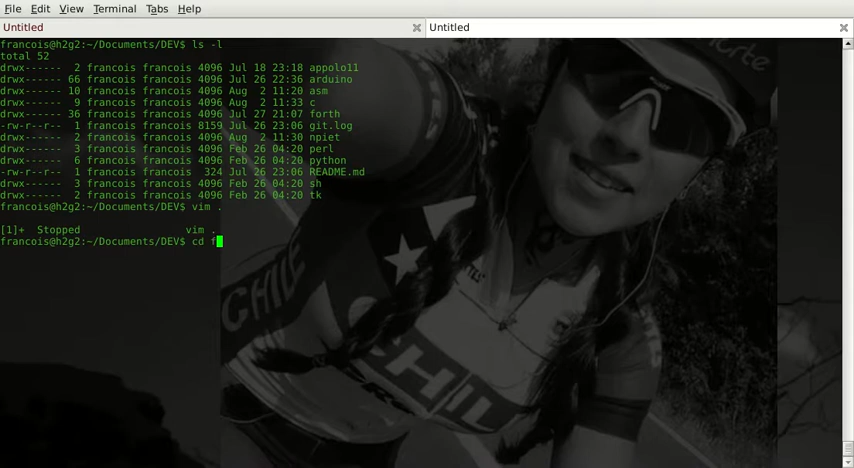 File Edit View Terminal Tabs Help
Untitled Untitled
francois@h2g2:~/Documents/DEV$ ls -l
total 52
drwx------  2 francois francois 4096 Jul 18 23:18 appolo11
drwx------ 66 francois francois 4096 Jul 26 22:36 arduino
drwx------ 10 francois francois 4096 Aug  2 11:20 asm
drwx------  9 francois francois 4096 Aug  2 11:33 c
drwx------ 36 francois francois 4096 Jul 27 21:07 forth
-rw-r--r--  1 francois francois 8159 Jul 26 23:06 git.log
drwx------  2 francois francois 4096 Aug  2 11:30 npiet
drwx------  3 francois francois 4096 Feb 26 04:20 perl
drwx------  6 francois francois 4096 Feb 26 04:20 python
-rw-r--r--  1 francois francois  324 Jul 26 23:06 README.md
drwx------  3 francois francois 4096 Feb 26 04:20 sh
drwx------  2 francois francois 4096 Feb 26 04:20 tk
francois@h2g2:~/Documents/DEV$ vim .
[1]+  Stopped                 vim .
francois@h2g2:~/Documents/DEV$ cd f
CHILE
CHIL